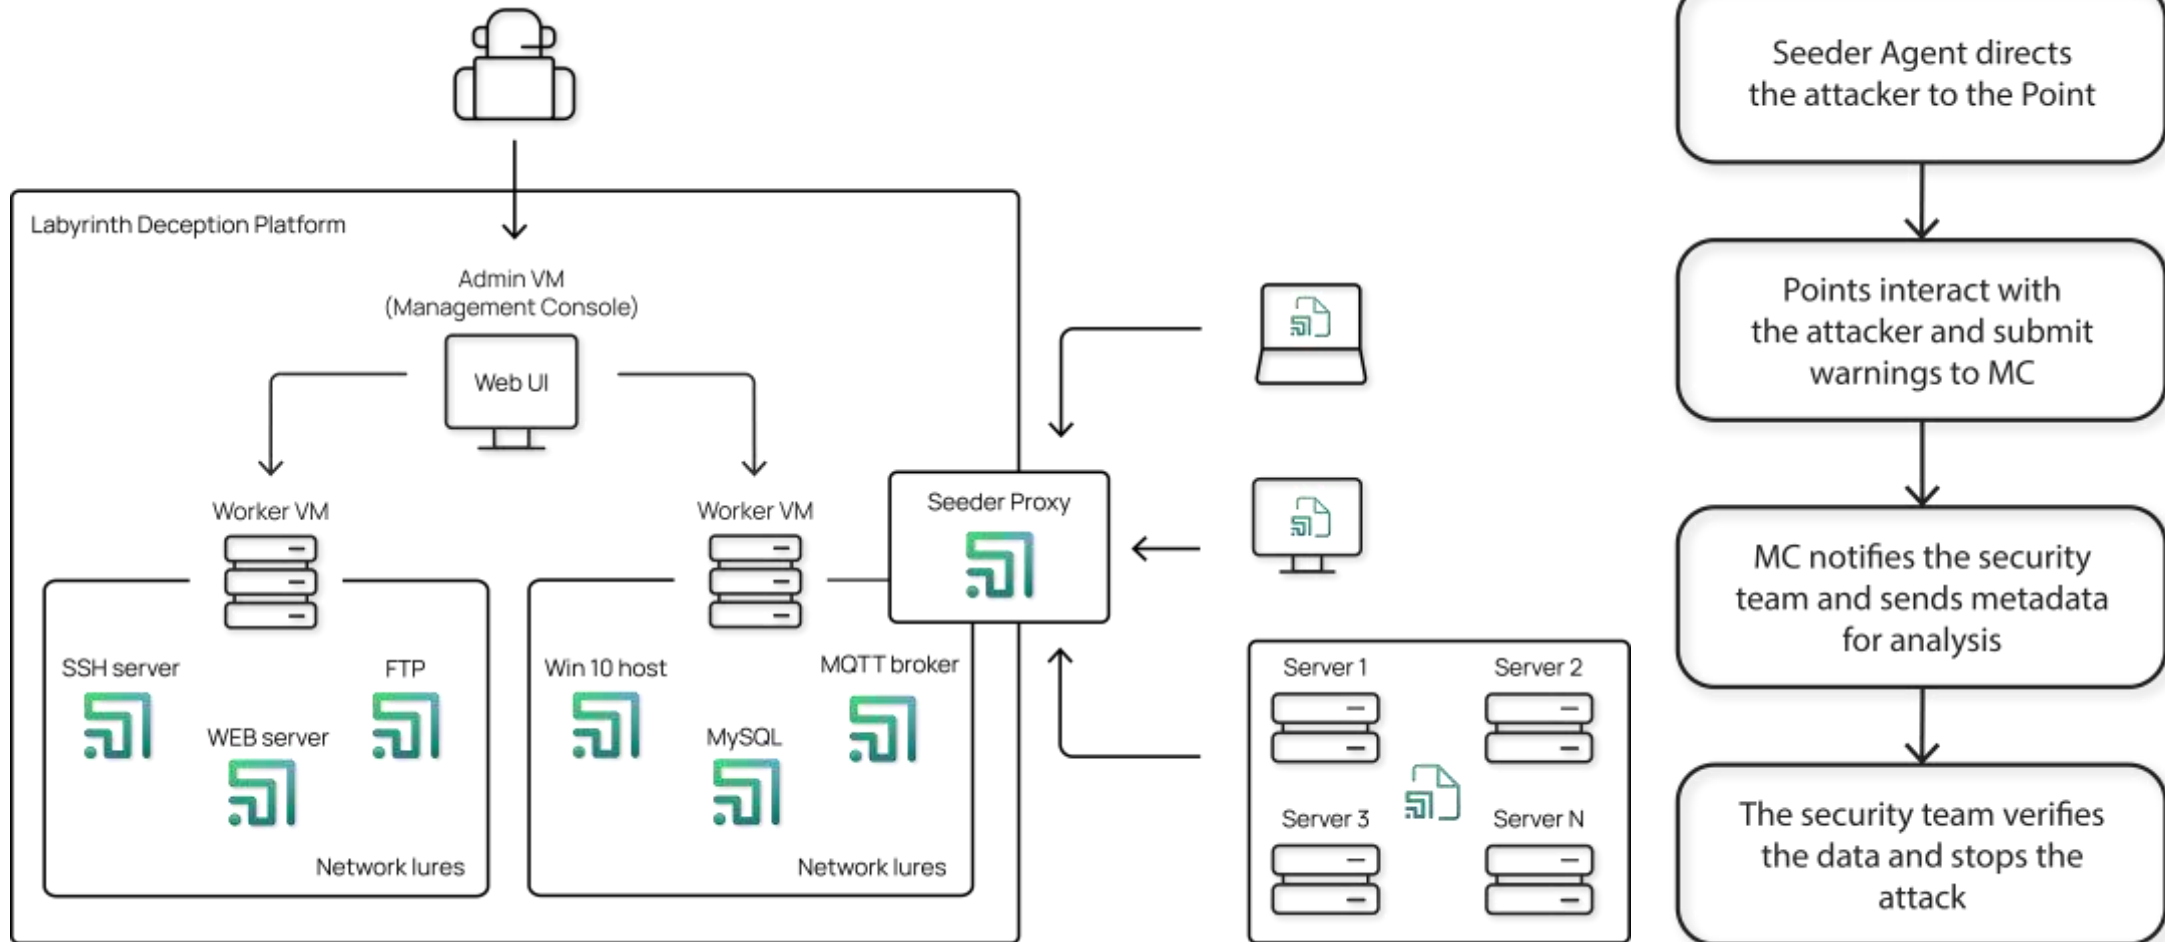 Labyrinth Deception Platform
Admin VM
(Management Console)
Web UI
Worker VM
Worker VM
Seeder Proxy
SSH server
FTP
WEB server
Network lures
Win 10 host
MQTT broker
MySQL
Network lures
Server 1
Server 2
Server 3
Server N
Seeder Agent directs
the attacker to the Point
Points interact with
the attacker and submit
warnings to MC
MC notifies the security
team and sends metadata
for analysis
The security team verifies
the data and stops the
attack